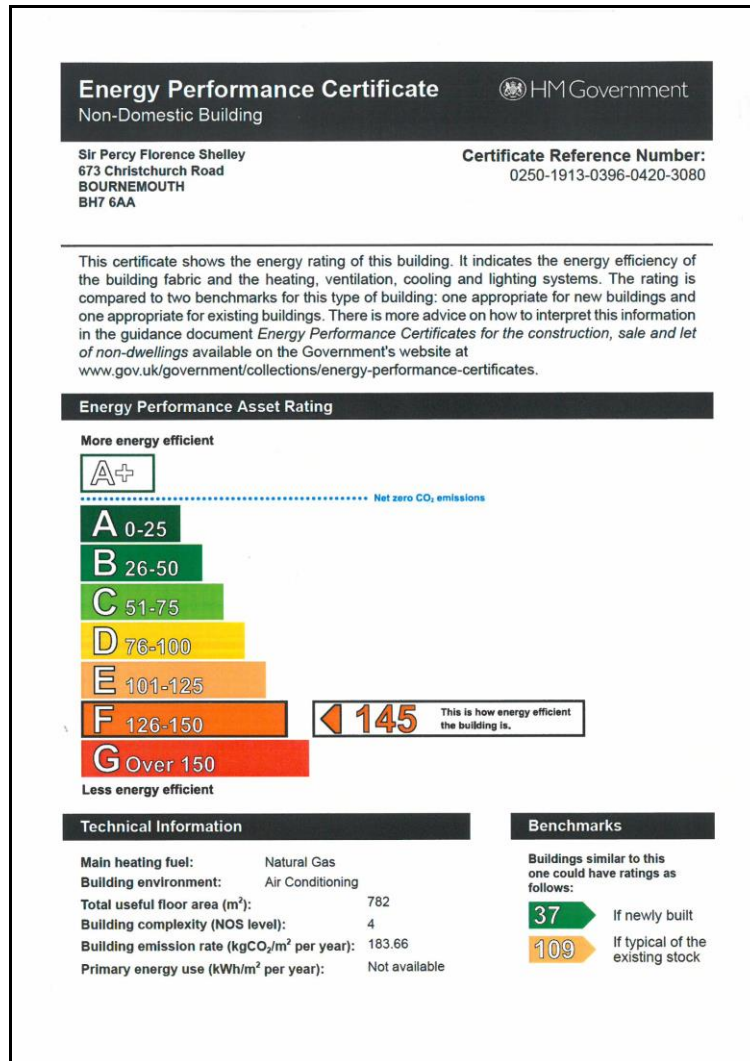 Energy Performance Certificate
HM Government
Non-Domestic Building
Sir Percy Florence Shelley
673 Christchurch Road
BOURNEMOUTH
BH7 6AA
Certificate Reference Number:
0250-1913-0396-0420-3080
This certificate shows the energy rating of this building. It indicates the energy efficiency of
the building fabric and the heating, ventilation, cooling and lighting systems. The rating is
compared to two benchmarks for this type of building: one appropriate for new buildings and
one appropriate for existing buildings. There is more advice on how to interpret this information
in the guidance document Energy Performance Certificates for the construction, sale and let
of non-dwellings available on the Government's website at
www.gov.uk/government/collections/energy-performance-certificates.
Energy Performance Asset Rating
More energy efficient
A+
Net zero CO₂ emissions
A 0-25
B 26-50
C 51-75
D 76-100
E 101-125
F 126-150
145
This is how energy efficient
the building is.
G Over 150
Less energy efficient
Technical Information
Main heating fuel: Natural Gas
Building environment: Air Conditioning
Total useful floor area (m²): 782
Building complexity (NOS level): 4
Building emission rate (kgCO₂/m² per year): 183.66
Primary energy use (kWh/m² per year): Not available
Benchmarks
Buildings similar to this
one could have ratings as
follows:
37 If newly built
109 If typical of the
existing stock